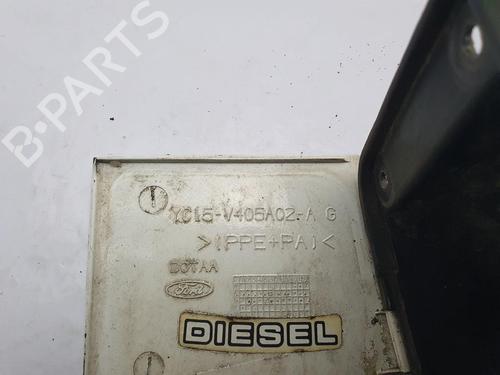 B-PARTS
YC15-V405A02-A G
>(PPE+PA)<
DOTAA
Ford
DIESEL